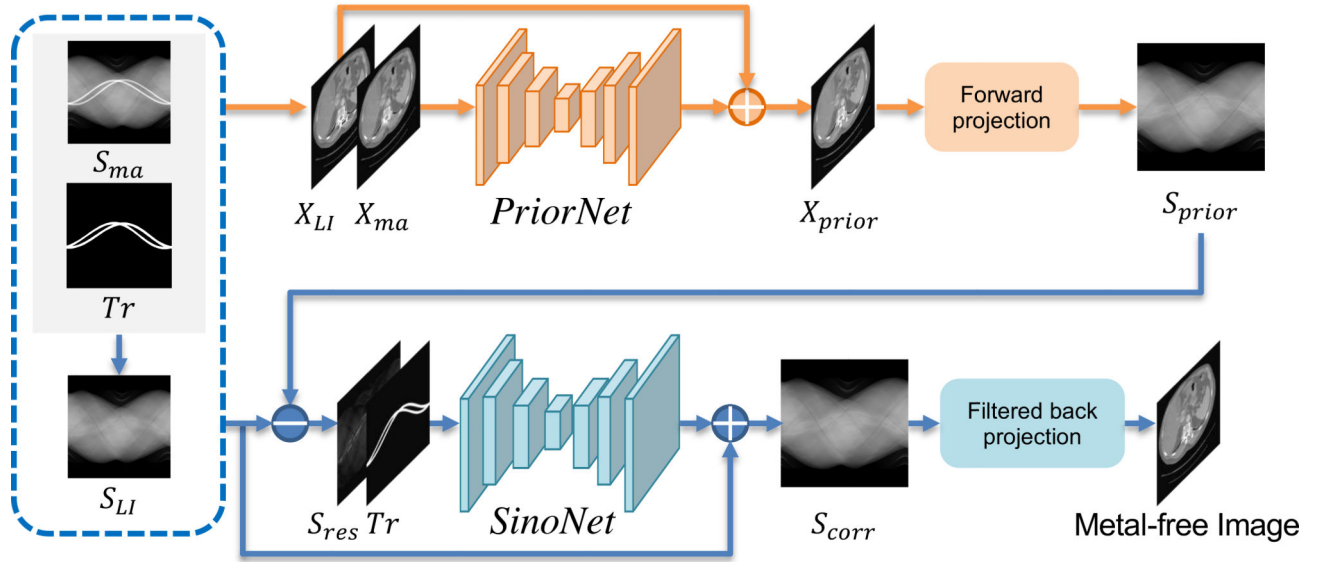 S_ma
Tr
S_LI
X_LI X_ma
PriorNet
X_prior
Forward
projection
S_prior
S_res Tr
SinoNet
S_corr
Filtered back
projection
Metal-free Image